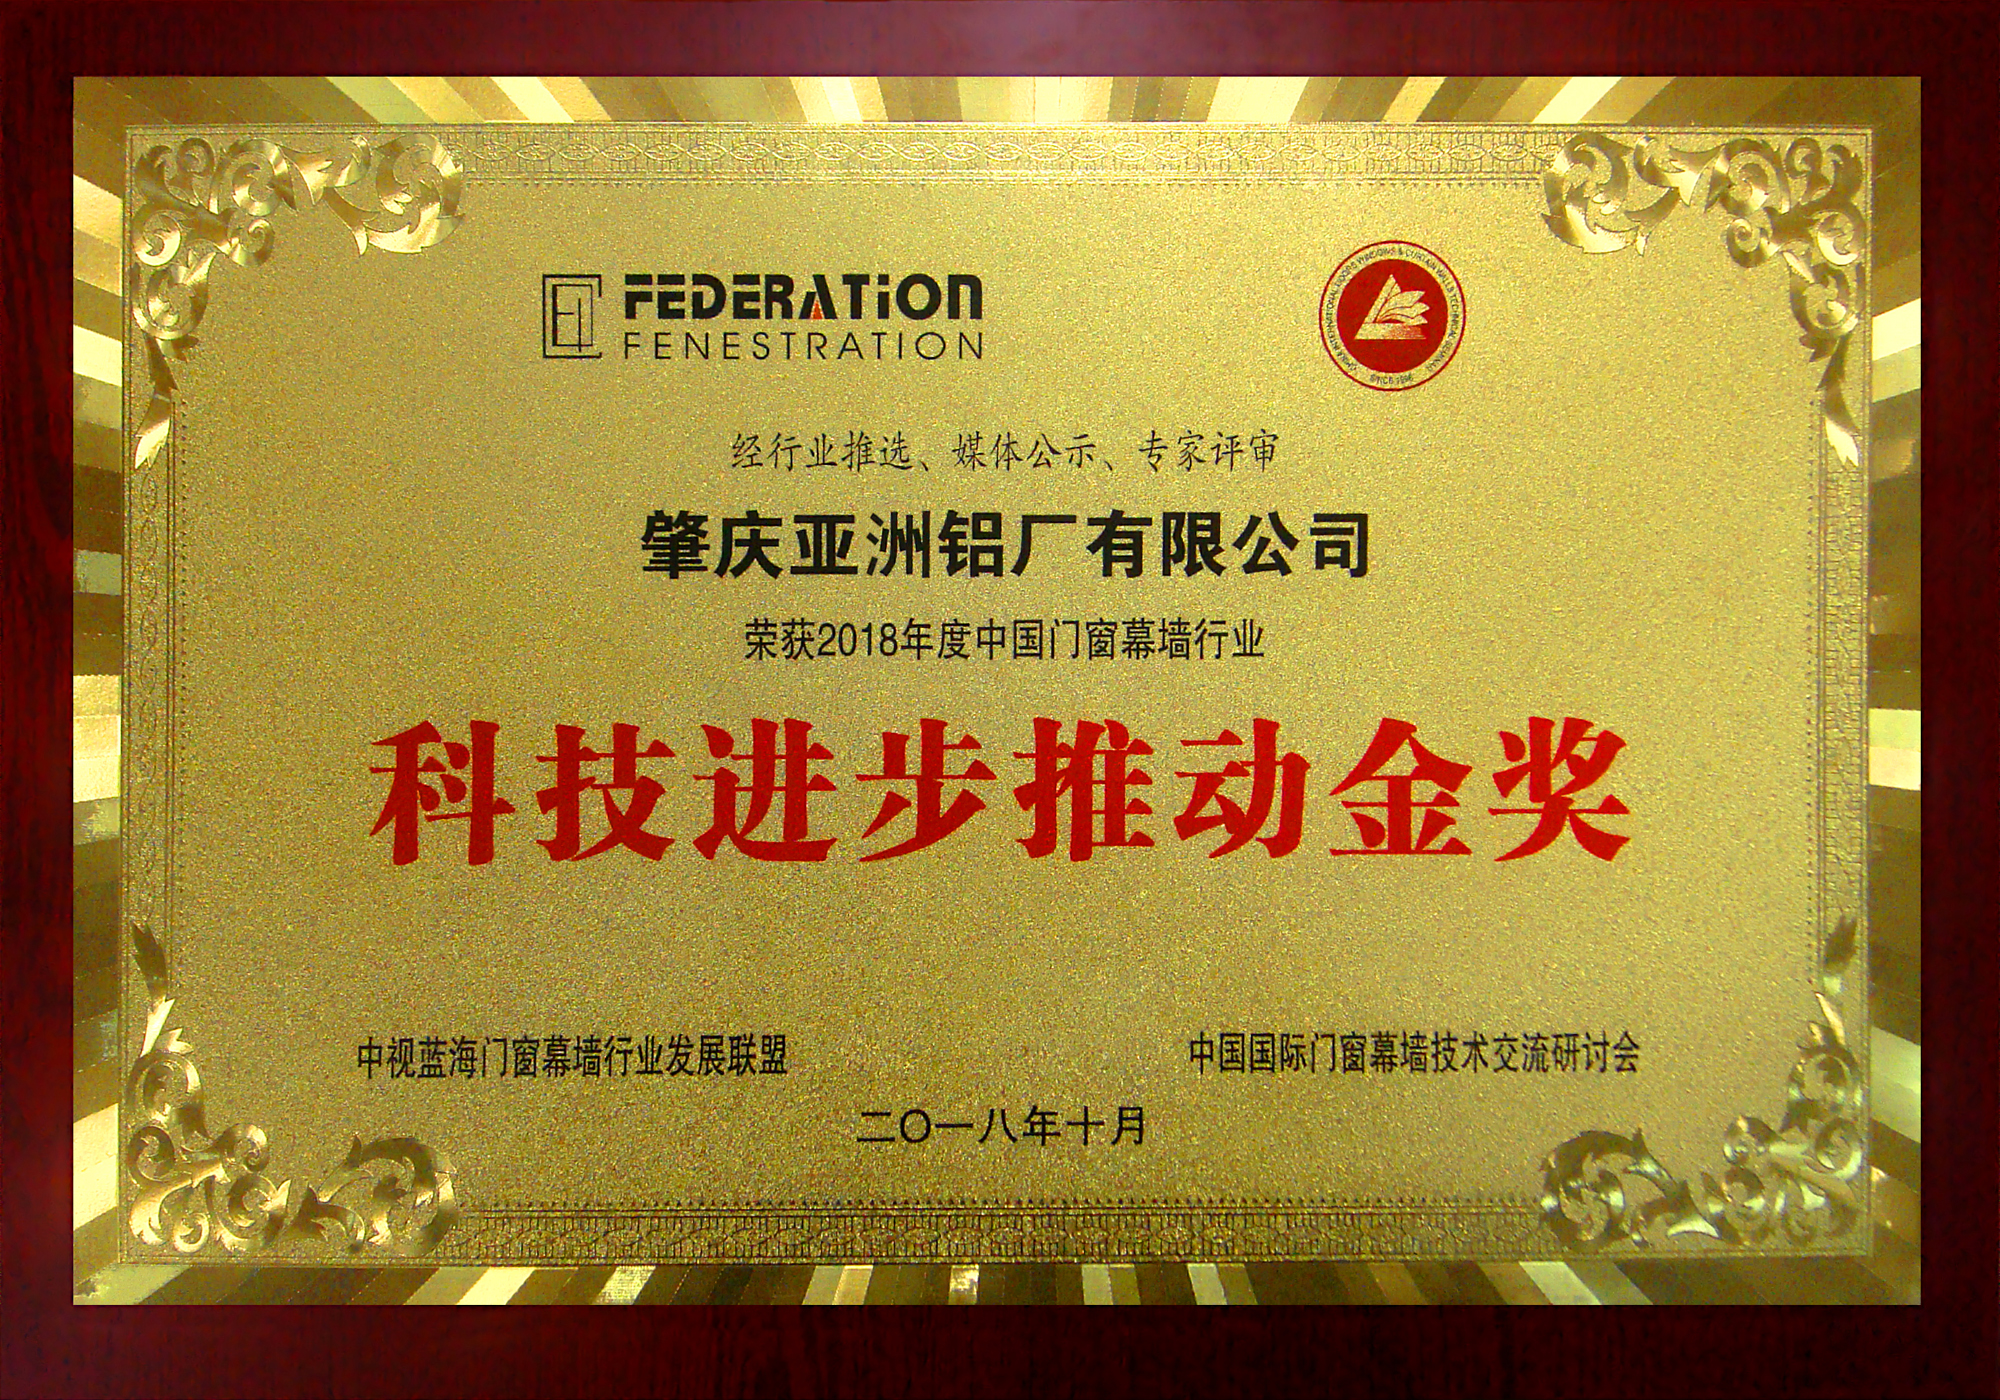 FEDERATiON
FENESTRATION
SINCE
经行业推选、媒体公示、专家评审
肇庆亚洲铝厂有限公司
荣获2018年度中国门窗幕墙行业
科技进步推动金奖
中视蓝海门窗幕墙行业发展联盟
中国国际门窗幕墙技术交流研讨会
二〇一八年十月